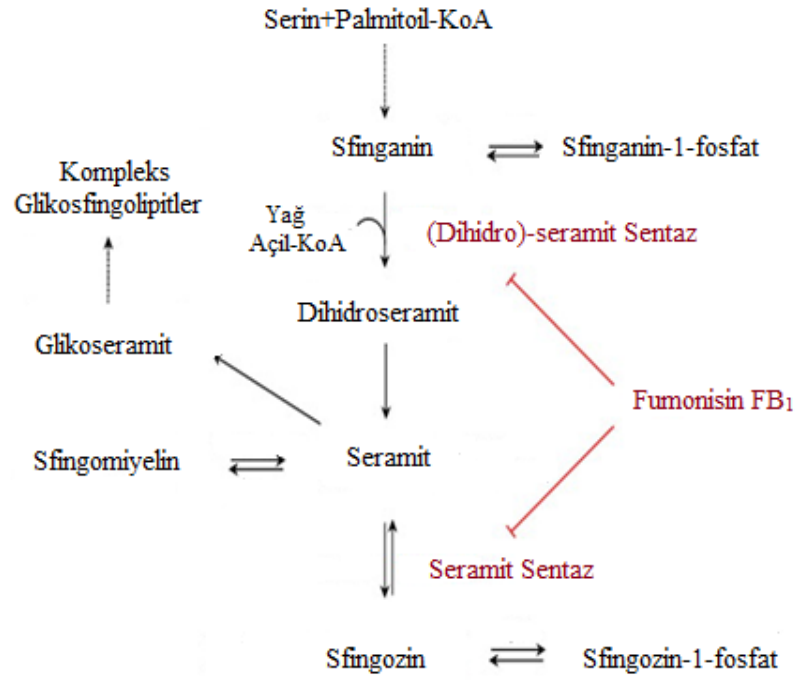 Serin+Palmitoil-KoA
Sfinganin
Sfinganin-1-fosfat
Kompleks
Glikosfingolipitler
Yağ
Açil-KoA
(Dihidro)-seramit Sentaz
Dihidroseramit
Glikoseramit
Fumonisin FB₁
Sfingomiyelin
Seramit
Seramit Sentaz
Sfingozin
Sfingozin-1-fosfat